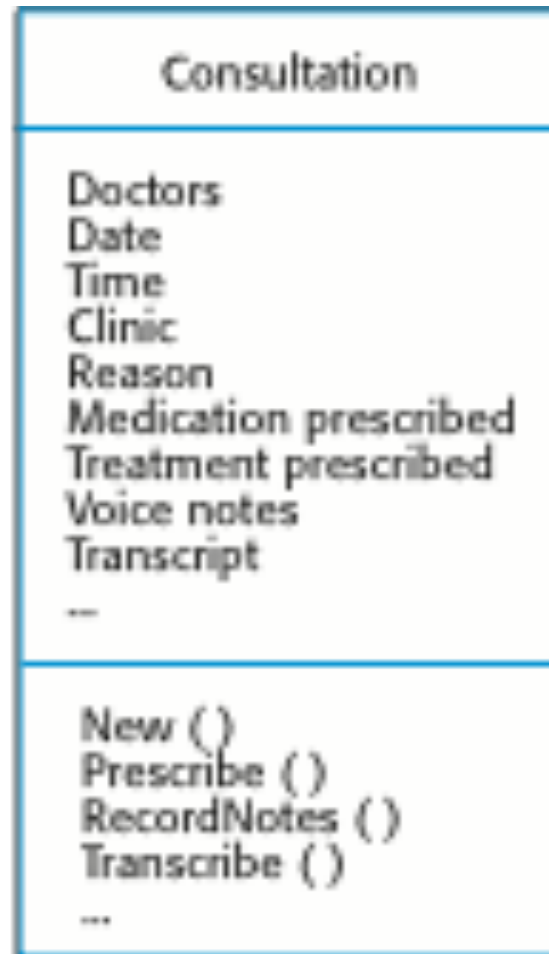 Consultation
Doctors
Date
Time
Clinic
Reason
Medication prescribed
Treatment prescribed
Voice notes
Transcript
...
New ( )
Prescribe ( )
RecordNotes ( )
Transcribe ( )
...